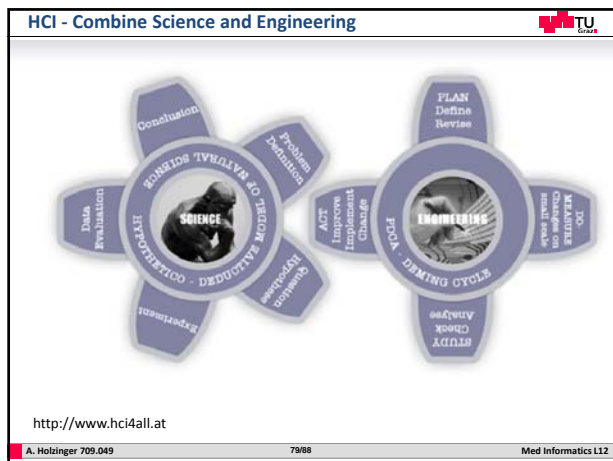 HCI - Combine Science and Engineering
TU
Graz
Conclusion
Problem
Definition
Question
Hypothese
Experiment
Data
Evaluation
HYPOTHETICO - DEDUCTIVE MODEL OF NATURAL SCIENCE
SCIENCE
PLAN
Define
Revise
DO-
MEASURE
Changes on
small scale
STUDY
Check
Analyse
ACT
Improve
Implement
Change
PDCA - DEMING CYCLE
ENGINEERING
http://www.hci4all.at
A. Holzinger 709.049
79/88
Med Informatics L12